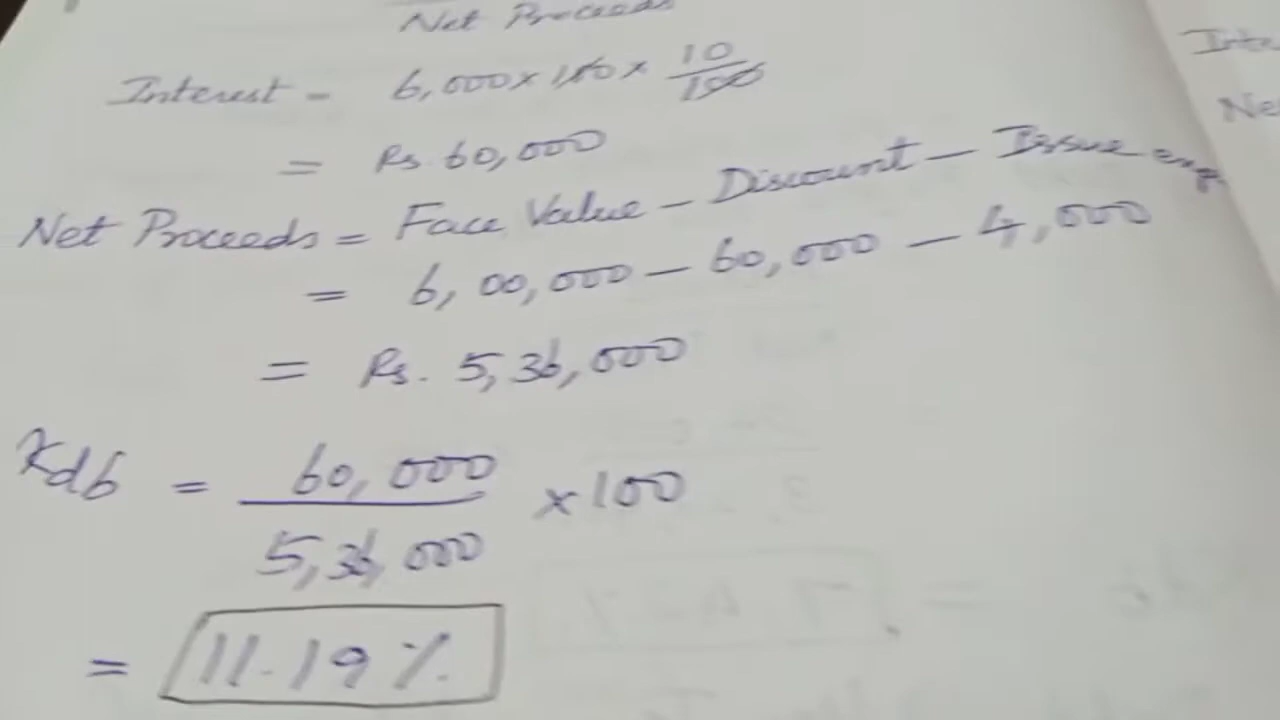 Net Proceeds
Interest = 6,000 × 100 × 10/100
= Rs. 60,000
Net Proceeds = Face Value - Discount - Issue exp
= 6,00,000 - 60,000 - 4,000
= Rs. 5,36,000
Kdb = 60,000 / 5,36,000 × 100
= 11.19%